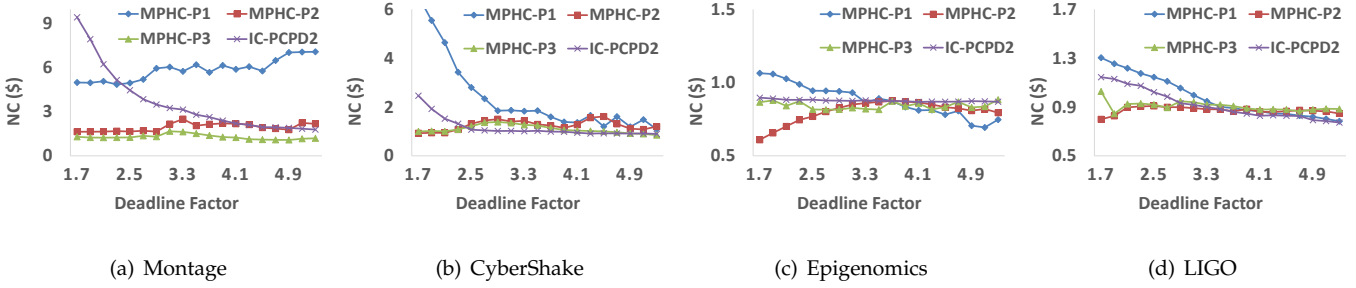 NC ($)
9
6
3
0
MPHC-P1
MPHC-P2
MPHC-P3
IC-PCPD2
1.7 2.5 3.3 4.1 4.9
Deadline Factor
(a) Montage
NC ($)
6
4
2
0
MPHC-P1
MPHC-P2
MPHC-P3
IC-PCPD2
1.7 2.5 3.3 4.1 4.9
Deadline Factor
(b) CyberShake
NC ($)
1.5
1.0
0.5
MPHC-P1
MPHC-P2
MPHC-P3
IC-PCPD2
1.7 2.5 3.3 4.1 4.9
Deadline Factor
(c) Epigenomics
NC ($)
1.7
1.3
0.9
0.5
MPHC-P1
MPHC-P2
MPHC-P3
IC-PCPD2
1.7 2.5 3.3 4.1 4.9
Deadline Factor
(d) LIGO